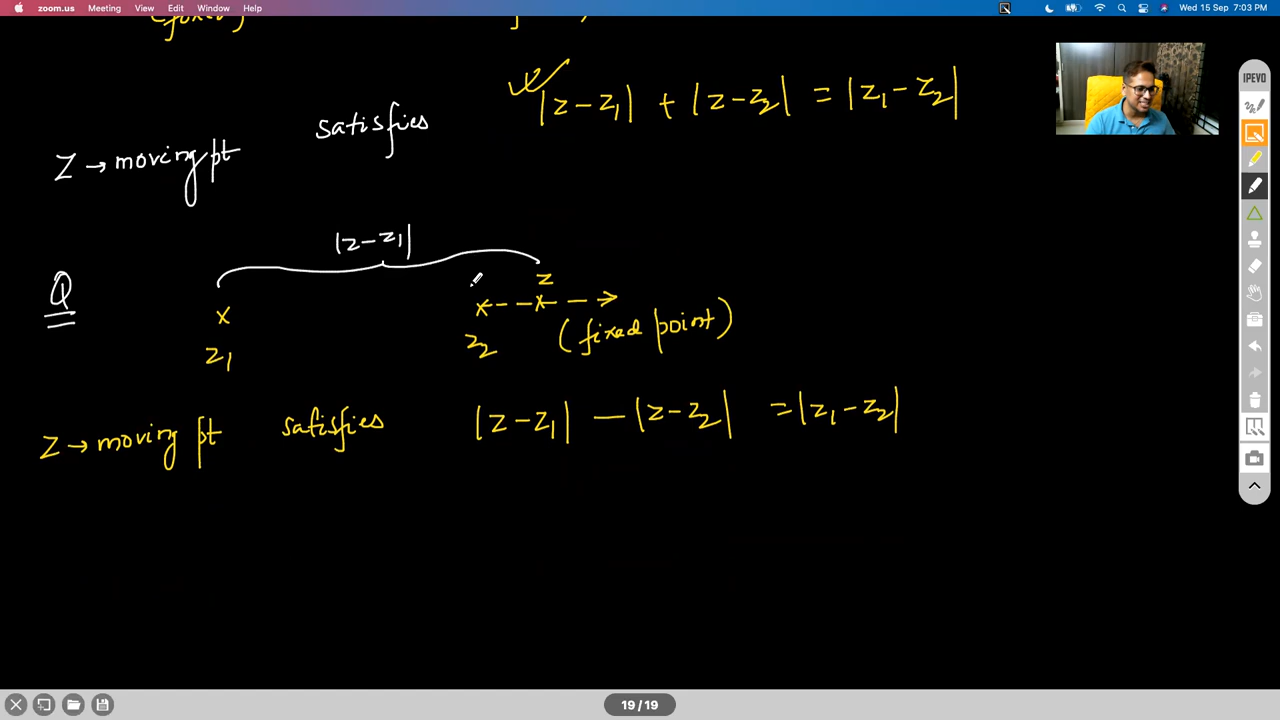 zoom.us Meeting View Edit Window Help Wed 15 Sep 7:03 PM
(fixed)
|z-z₁| + |z-z₂| = |z₁-z₂|
satisfies
Z → moving pt
IPEVO
|z-z₁|
Q
z
x x x
z₁ z₂ (fixed point)
Z → moving pt satisfies |z-z₁| - |z-z₂| = |z₁-z₂|
19/19